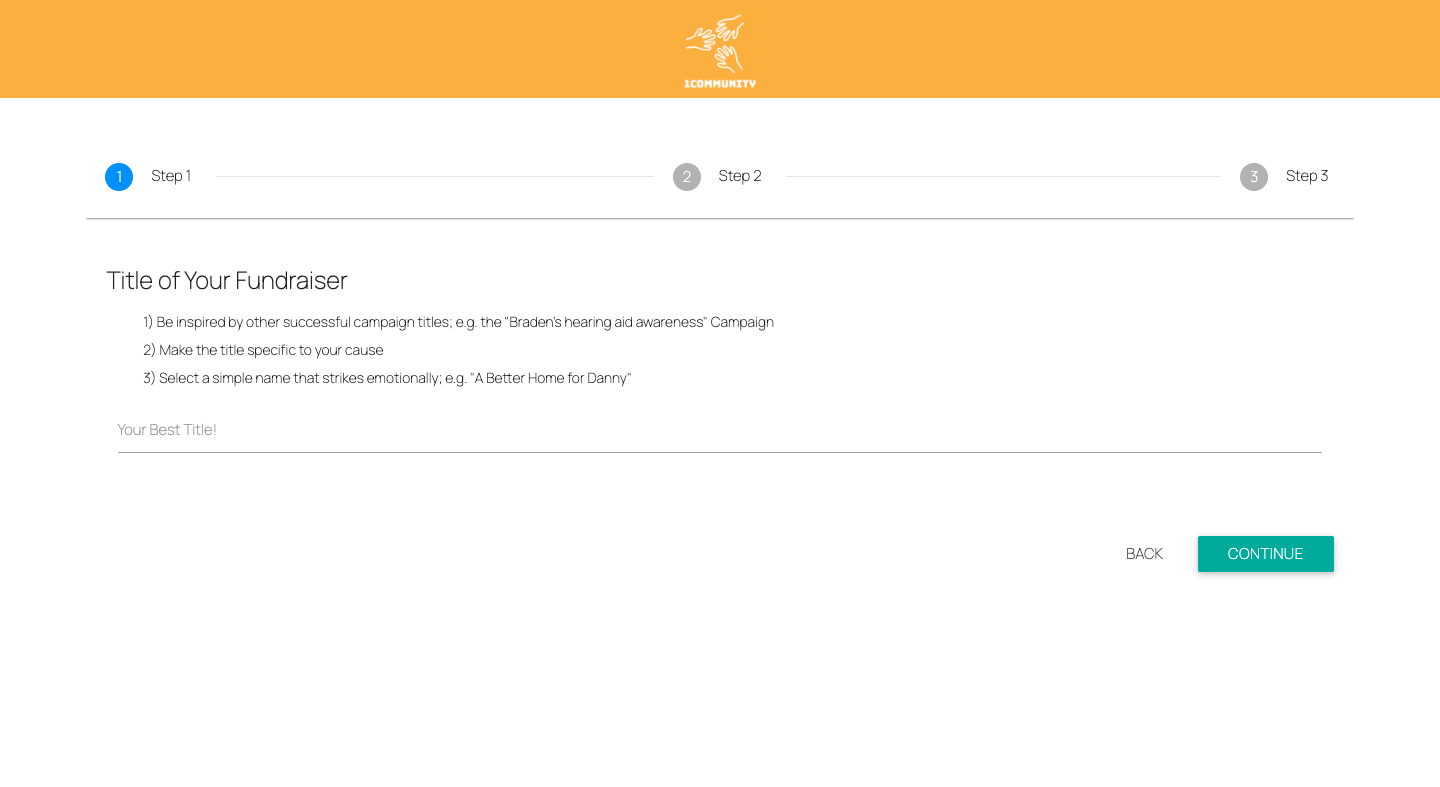 1COMMUNITY
1 Step 1 2 Step 2 3 Step 3
Title of Your Fundraiser
1) Be inspired by other successful campaign titles; e.g. the "Braden's hearing aid awareness" Campaign
2) Make the title specific to your cause
3) Select a simple name that strikes emotionally; e.g. "A Better Home for Danny"
Your Best Title!
BACK CONTINUE